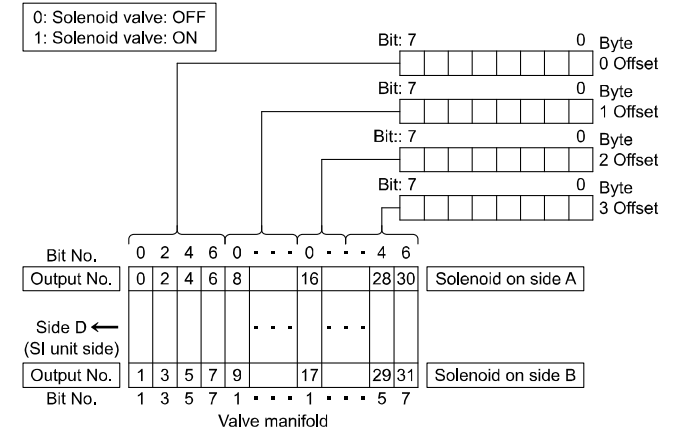 0: Solenoid valve: OFF
1: Solenoid valve: ON
Bit: 7 0 Byte
0 Offset
Bit: 7 0 Byte
1 Offset
Bit:: 7 0 Byte
2 Offset
Bit: 7 0 Byte
3 Offset
Bit No. 0 2 4 6 0 · · · 0 · · · 4 6
Output No. 0 2 4 6 8 16 28 30 Solenoid on side A
Side D ← · · · · · ·
(SI unit side)
Output No. 1 3 5 7 9 17 29 31 Solenoid on side B
Bit No. 1 3 5 7 1 · · · 1 · · · 5 7
Valve manifold